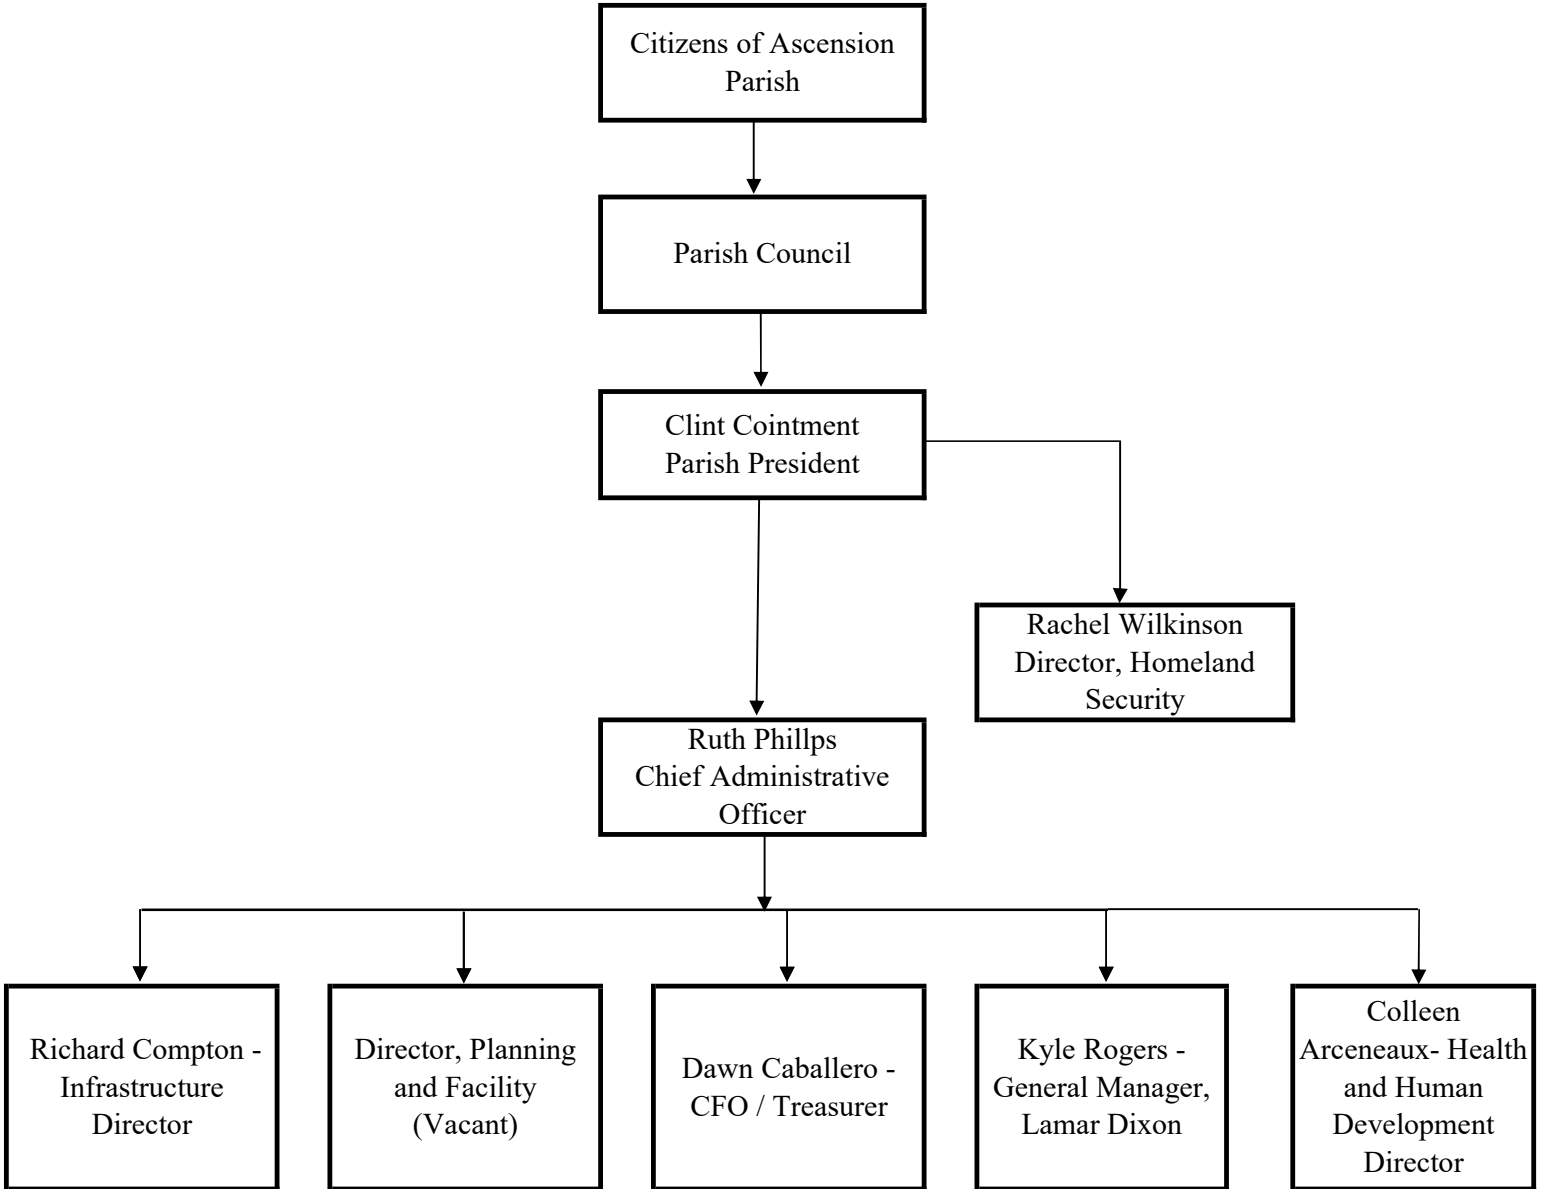 Citizens of Ascension
Parish
Parish Council
Clint Cointment
Parish President
Rachel Wilkinson
Director, Homeland
Security
Ruth Phillps
Chief Administrative
Officer
Richard Compton -
Infrastructure
Director
Director, Planning
and Facility
(Vacant)
Dawn Caballero -
CFO / Treasurer
Kyle Rogers -
General Manager,
Lamar Dixon
Colleen
Arceneaux- Health
and Human
Development
Director